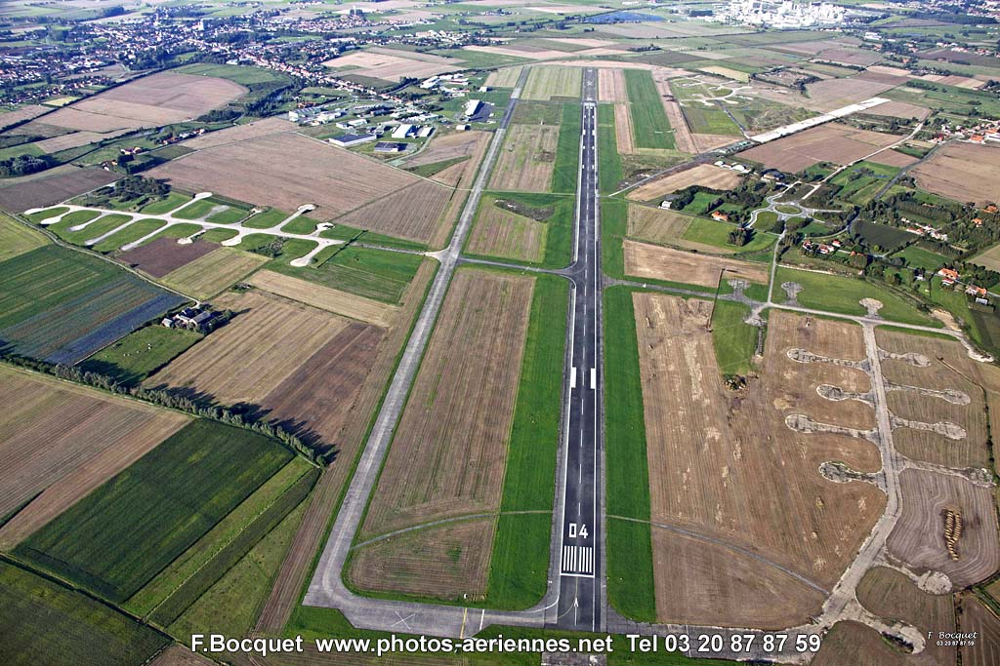 04
F.Bocquet www.photos-aeriennes.net Tel 03 20 87 87 59
F Bocquet
03 20 87 87 59